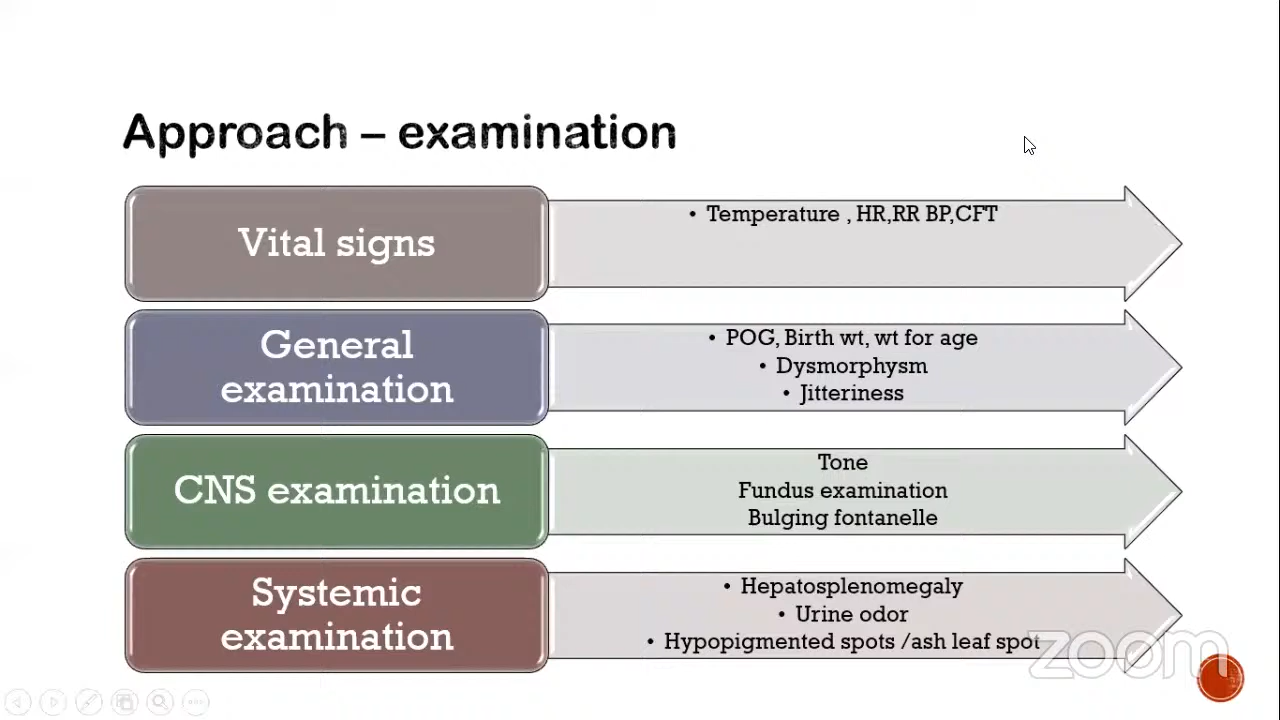 Approach – examination
Vital signs
• Temperature , HR,RR BP,CFT
General
examination
• POG, Birth wt, wt for age
• Dysmorphysm
• Jitteriness
CNS examination
Tone
Fundus examination
Bulging fontanelle
Systemic
examination
• Hepatosplenomegaly
• Urine odor
• Hypopigmented spots /ash leaf spot
zoom